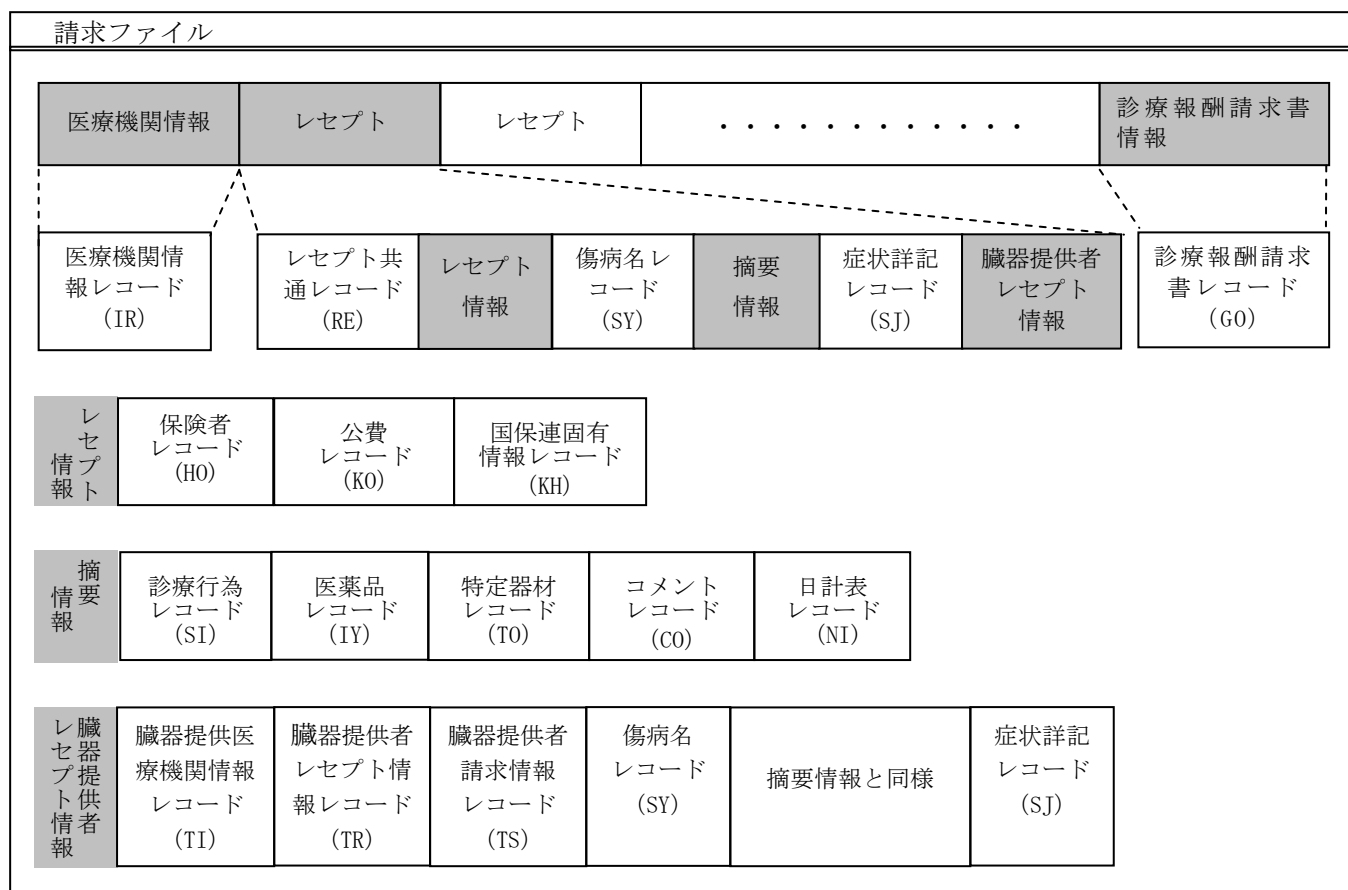 請求ファイル
医療機関情報
レセプト
レセプト
・・・・・・・・・・・・
診療報酬請求書
情報
医療機関情
報レコード
(IR)
レセプト共
通レコード
(RE)
レセプト
情報
傷病名レ
コード
(SY)
摘要
情報
症状詳記
レコード
(SJ)
臓器提供者
レセプト
情報
診療報酬請求
書レコード
(GO)
レセプト
情報
保険者
レコード
(HO)
公費
レコード
(KO)
国保連固有
情報レコード
(KH)
摘要
情報
診療行為
レコード
(SI)
医薬品
レコード
(IY)
特定器材
レコード
(TO)
コメント
レコード
(CO)
日計表
レコード
(NI)
臓器提供者
レセプト情報
臓器提供医
療機関情報
レコード
(TI)
臓器提供者
レセプト情
報レコード
(TR)
臓器提供者
請求情報
レコード
(TS)
傷病名
レコード
(SY)
摘要情報と同様
症状詳記
レコード
(SJ)